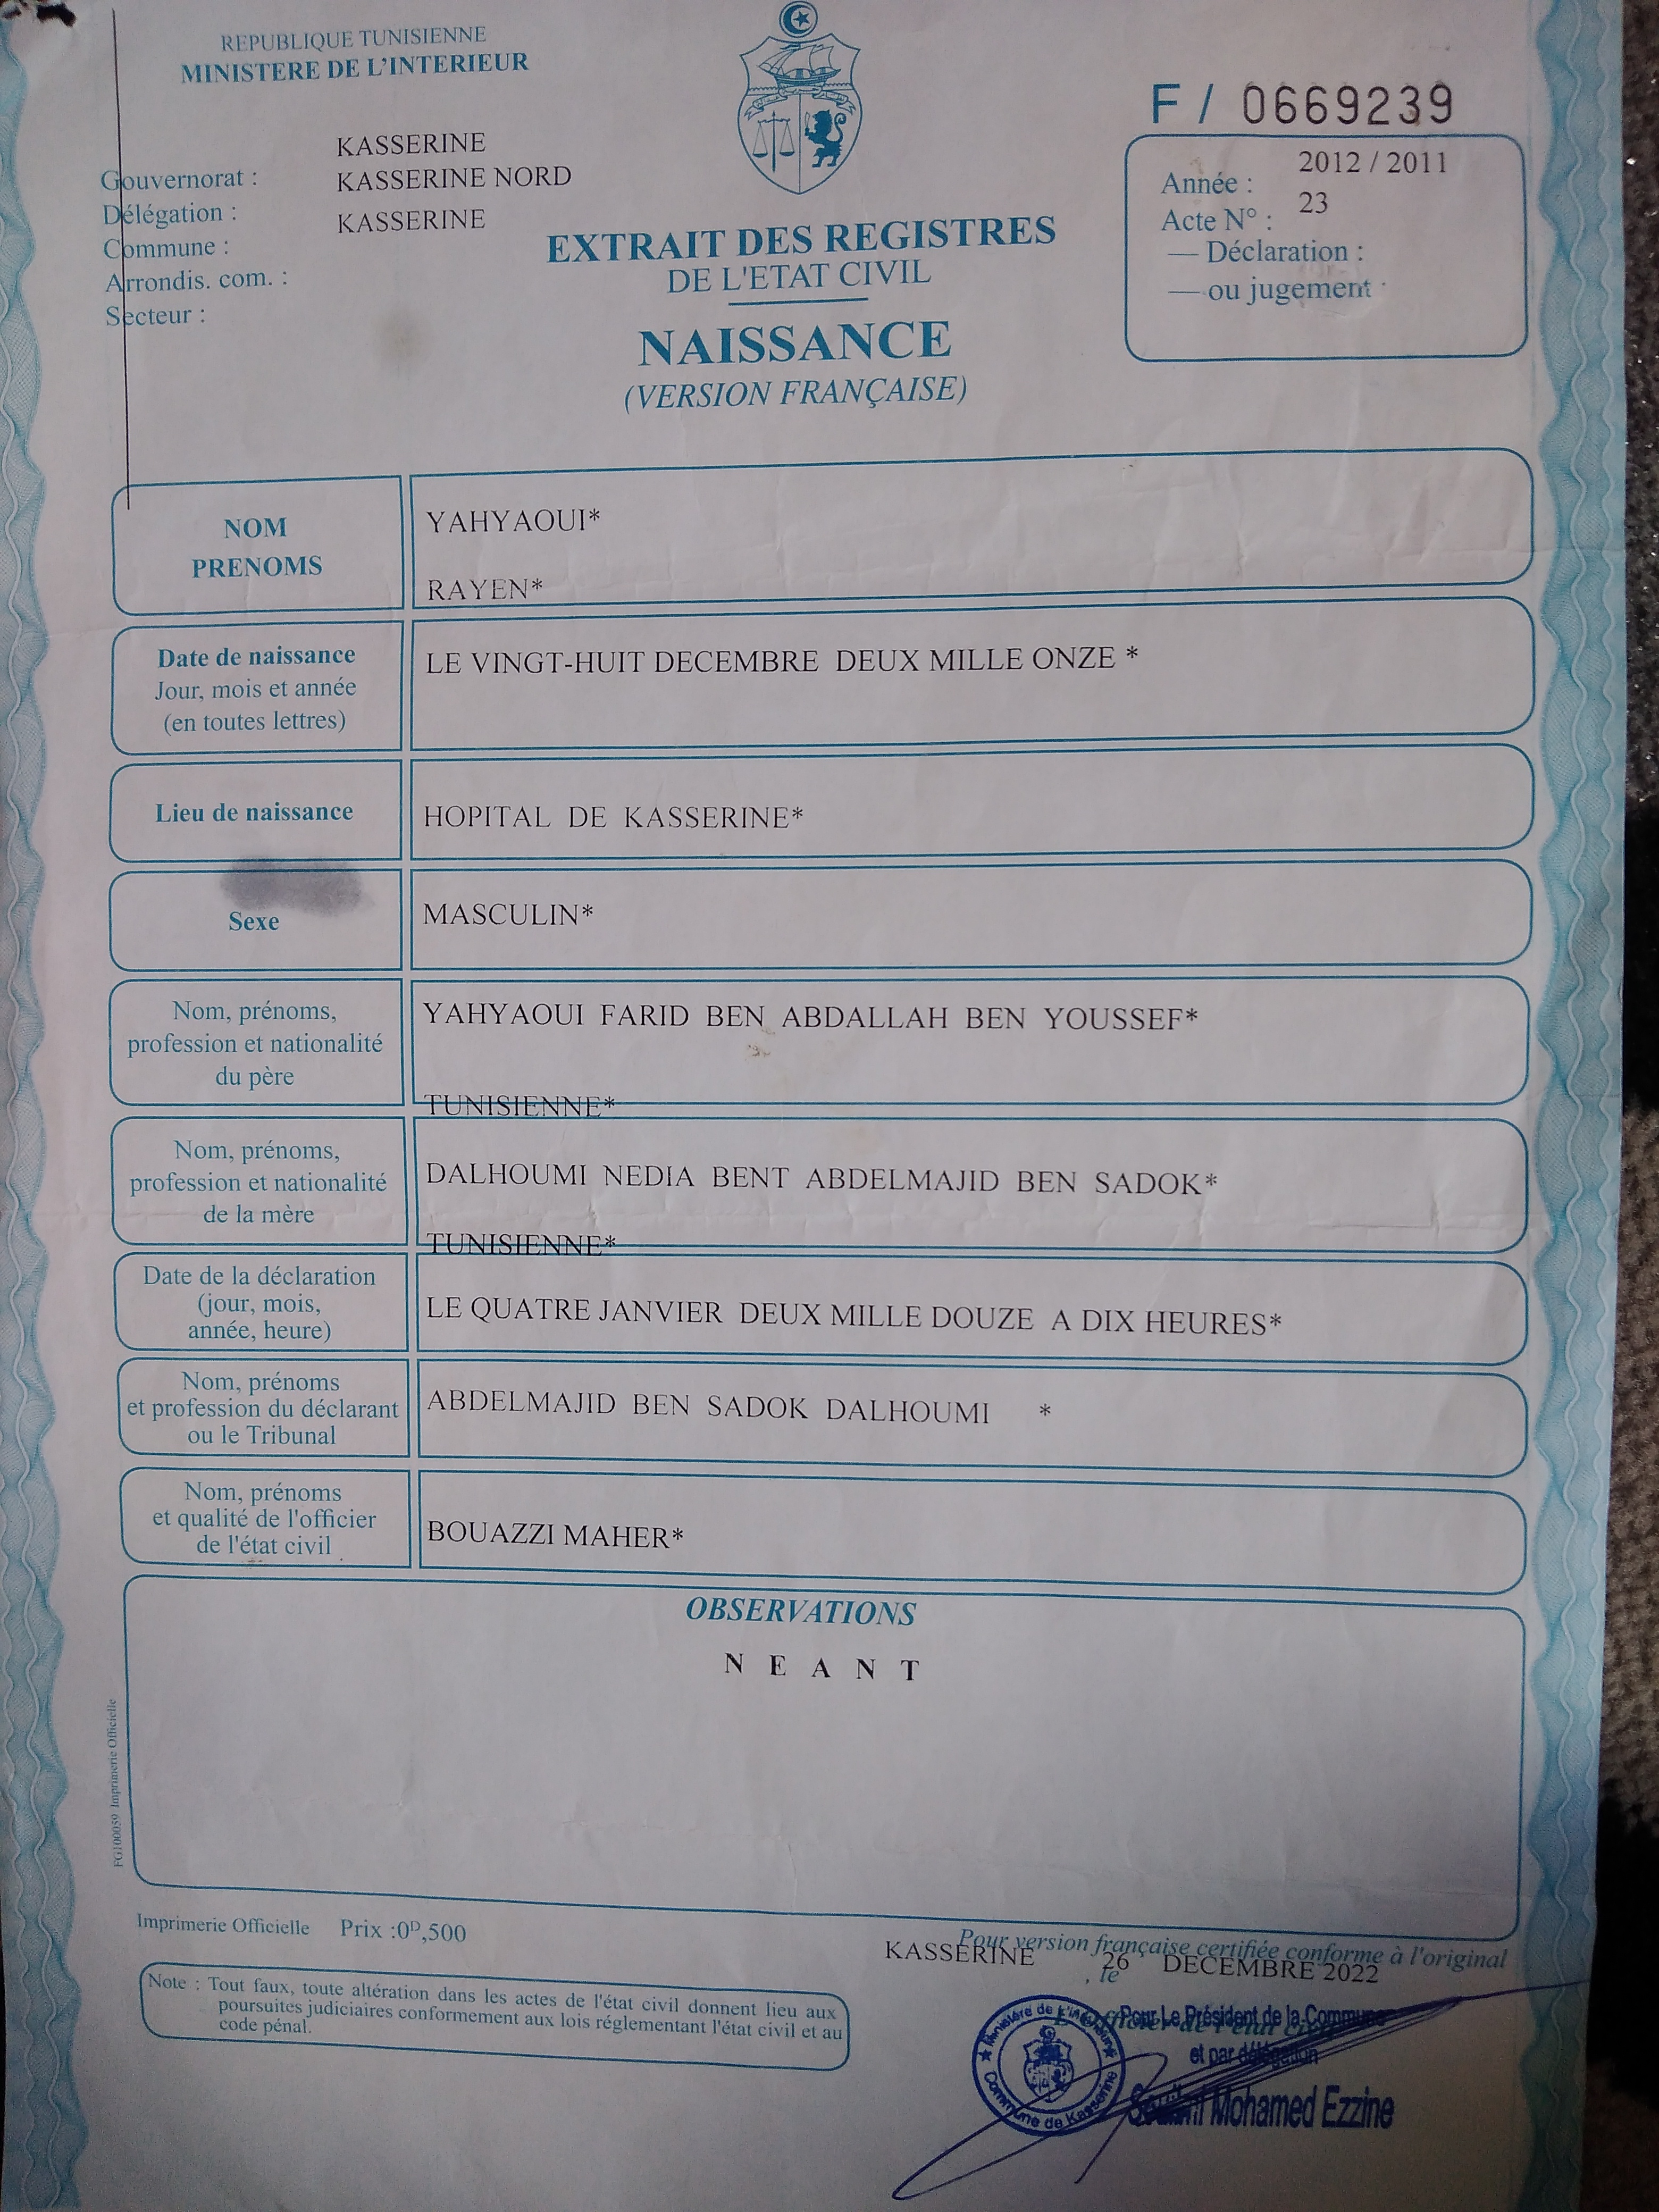 REPUBLIQUE TUNISIENNE
MINISTERE DE L'INTERIEUR
F / 0669239
KASSERINE
Gouvernorat : KASSERINE NORD
Délégation :
KASSERINE
Commune :
Arrondis. com. :
Secteur :
2012 / 2011
Année :
23
Acte N° :
— Déclaration :
— ou jugement
EXTRAIT DES REGISTRES
DE L'ETAT CIVIL
NAISSANCE
(VERSION FRANÇAISE)
NOM
PRENOMS
YAHYAOUI*
RAYEN*
Date de naissance
Jour, mois et année
(en toutes lettres)
LE VINGT-HUIT DECEMBRE DEUX MILLE ONZE *
Lieu de naissance
HOPITAL DE KASSERINE*
Sexe
MASCULIN*
Nom, prénoms,
profession et nationalité
du père
YAHYAOUI FARID BEN ABDALLAH BEN YOUSSEF*
TUNISIENNE*
Nom, prénoms,
profession et nationalité
de la mère
DALHOUMI NEDIA BENT ABDELMAJID BEN SADOK*
TUNISIENNE*
Date de la déclaration
(jour, mois,
année, heure)
LE QUATRE JANVIER DEUX MILLE DOUZE A DIX HEURES*
Nom, prénoms
et profession du déclarant
ou le Tribunal
ABDELMAJID BEN SADOK DALHOUMI *
Nom, prénoms
et qualité de l'officier
de l'état civil
BOUAZZI MAHER*
OBSERVATIONS
N E A N T
FG100059 Imprimerie Officielle
Imprimerie Officielle Prix :0ᴰ,500
Pour version française certifiée conforme à l'original
KASSERINE , le 26 DECEMBRE 2022
Note : Tout faux, toute altération dans les actes de l'état civil donnent lieu aux
poursuites judiciaires conformement aux lois réglementant l'état civil et au
code pénal.
L'Officier de l'état civil
Pour Le Président de la Commune
et par délégation
Mohamed Ezzine
Ministère de l'Intérieur
Commune de Kasserine